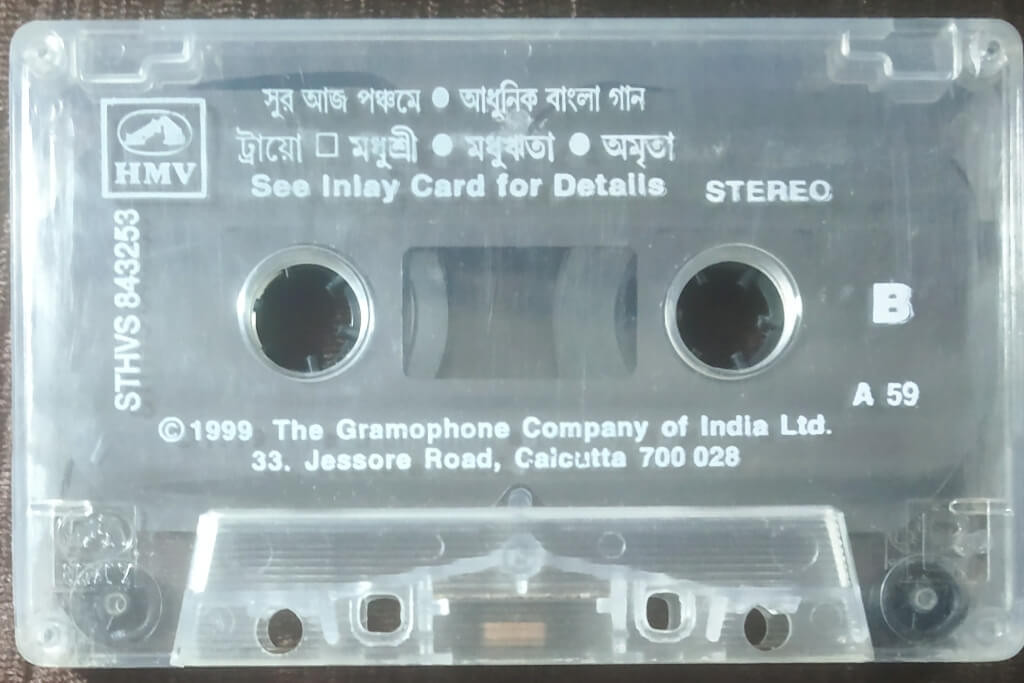 সুর আজ পঞ্চমে ● আধুনিক বাংলা গান
ট্রায়ো □ মধুশ্রী ● মধুঋতা ● অমৃতা
HMV
See Inlay Card for Details
STEREO
STHVS 843253
B
A 59
©1999 The Gramophone Company of India Ltd.
33. Jessore Road, Calcutta 700 028